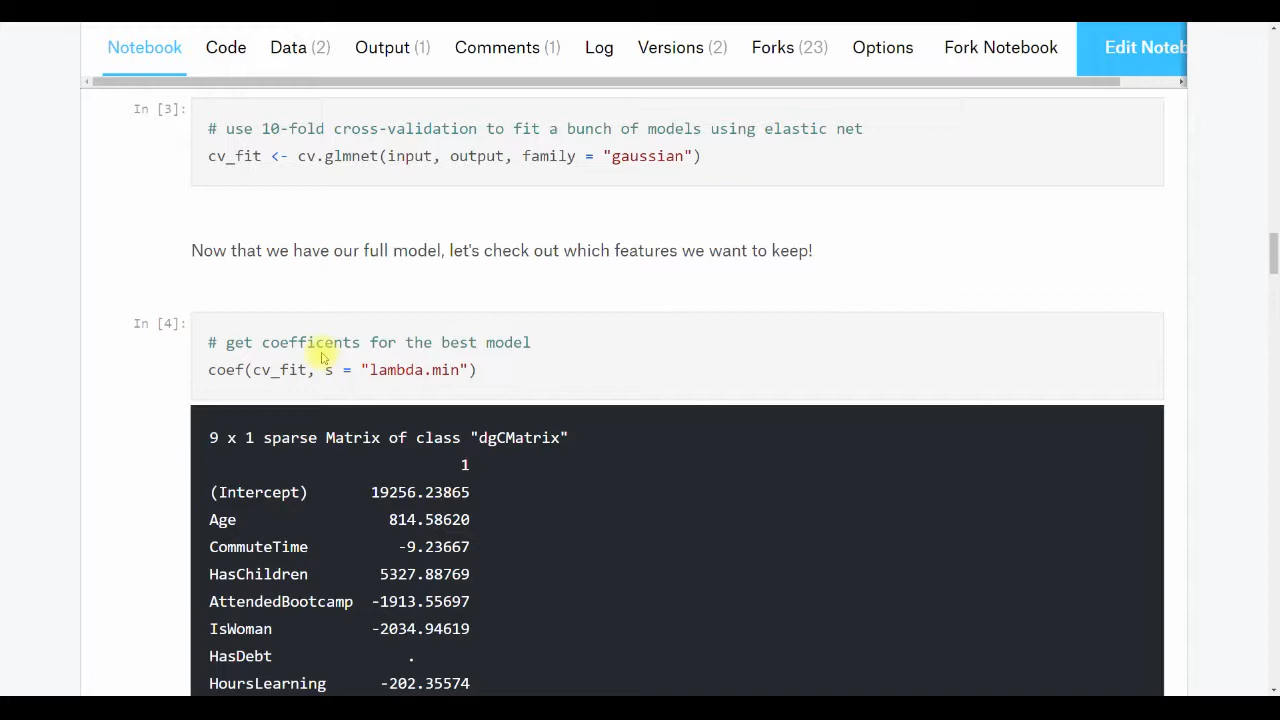 Notebook Code Data (2) Output (1) Comments (1) Log Versions (2) Forks (23) Options Fork Notebook Edit Noteb
In [3]:
# use 10-fold cross-validation to fit a bunch of models using elastic net
cv_fit <- cv.glmnet(input, output, family = "gaussian")
Now that we have our full model, let's check out which features we want to keep!
In [4]:
# get coefficents for the best model
coef(cv_fit, s = "lambda.min")
9 x 1 sparse Matrix of class "dgCMatrix"
1
(Intercept) 19256.23865
Age 814.58620
CommuteTime -9.23667
HasChildren 5327.88769
AttendedBootcamp -1913.55697
IsWoman -2034.94619
HasDebt .
HoursLearning -202.35574